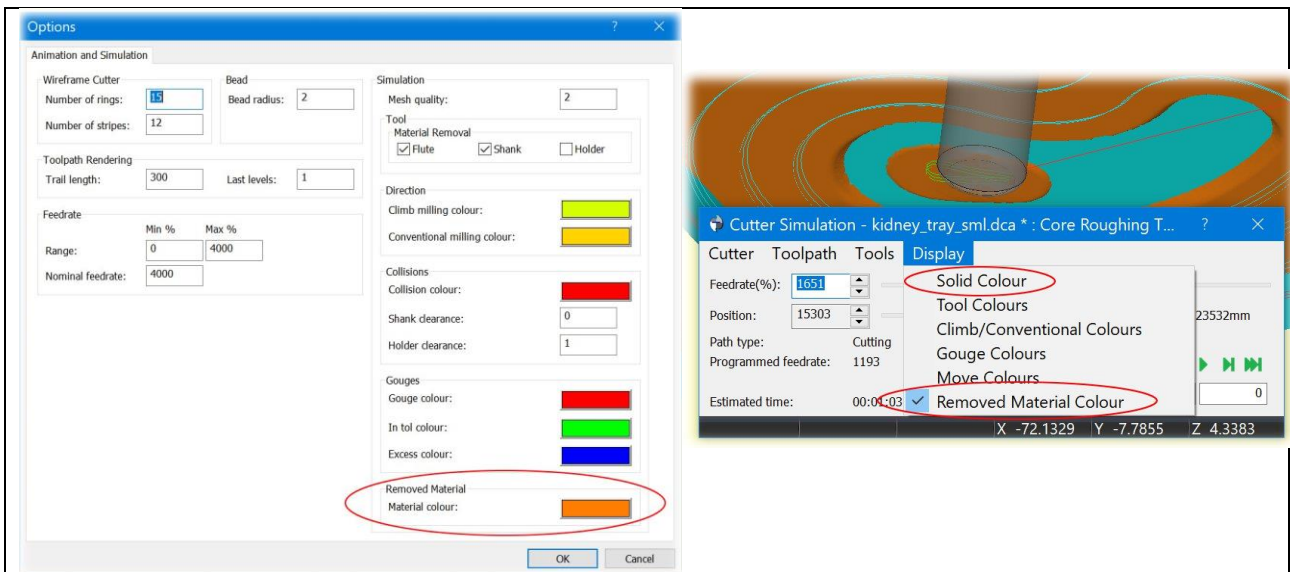 Options
Animation and Simulation
Wireframe Cutter
Number of rings: 15
Number of stripes: 12
Bead
Bead radius: 2
Toolpath Rendering
Trail length: 300 Last levels: 1
Feedrate
Min % Max %
Range: 0 4000
Nominal feedrate: 4000
Simulation
Mesh quality: 2
Tool
Material Removal
Flute Shank Holder
Direction
Climb milling colour:
Conventional milling colour:
Collisions
Collision colour:
Shank clearance: 0
Holder clearance: 1
Gouges
Gouge colour:
In tol colour:
Excess colour:
Removed Material
Material colour:
OK Cancel
Cutter Simulation - kidney_tray_sml.dca * : Core Roughing T... ?
Cutter Toolpath Tools Display
Feedrate(%): 1651
Position: 15303 23532mm
Path type: Cutting
Programmed feedrate: 1193
Estimated time: 00:01:03 0
Solid Colour
Tool Colours
Climb/Conventional Colours
Gouge Colours
Move Colours
Removed Material Colour
X -72.1329 Y -7.7855 Z 4.3383